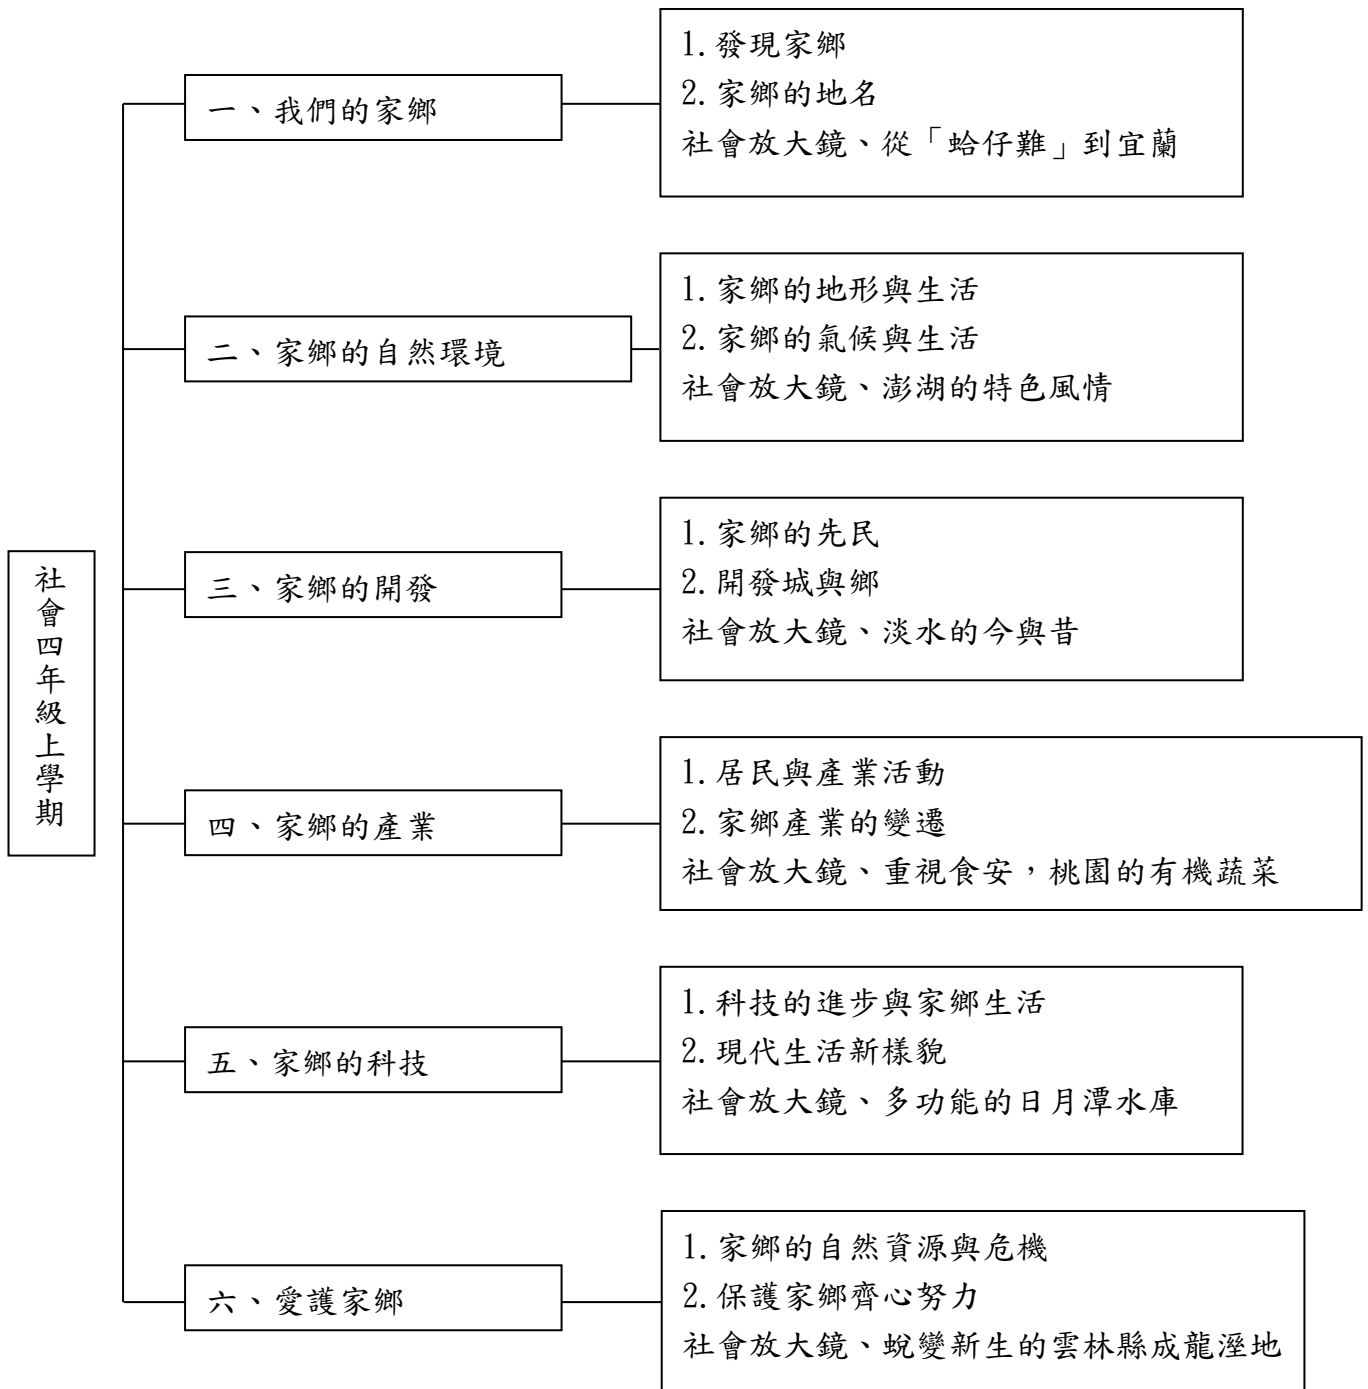 社會四年級上學期
一、我們的家鄉
1.發現家鄉
2.家鄉的地名
社會放大鏡、從「蛤仔難」到宜蘭
二、家鄉的自然環境
1.家鄉的地形與生活
2.家鄉的氣候與生活
社會放大鏡、澎湖的特色風情
三、家鄉的開發
1.家鄉的先民
2.開發城與鄉
社會放大鏡、淡水的今與昔
四、家鄉的產業
1.居民與產業活動
2.家鄉產業的變遷
社會放大鏡、重視食安，桃園的有機蔬菜
五、家鄉的科技
1.科技的進步與家鄉生活
2.現代生活新樣貌
社會放大鏡、多功能的日月潭水庫
六、愛護家鄉
1.家鄉的自然資源與危機
2.保護家鄉齊心努力
社會放大鏡、蛻變新生的雲林縣成龍溼地